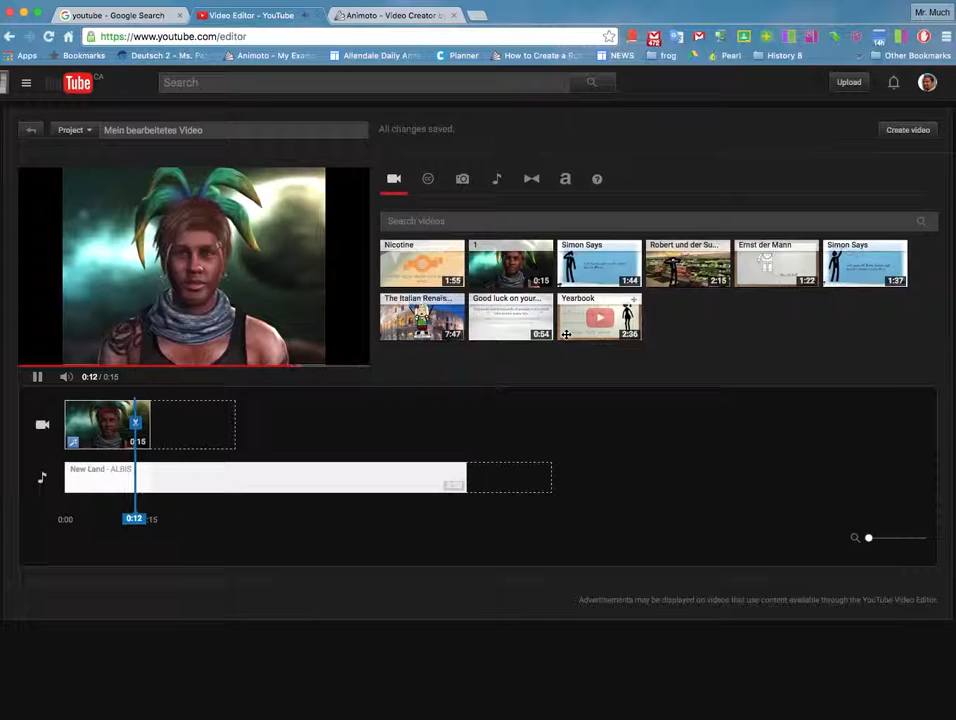 youtube - Google Search
Video Editor - YouTube
Animoto - Video Creator b
Mr. Much
https://www.youtube.com/editor
Apps
Bookmarks
Deutsch 2 - Ms. Pa
Animoto - My Exa
Allendale Daily Ann
Planner
How to Create a R
NEWS
frog
Pearl
History 8
Other Bookmarks
YouTube CA
Search
Upload
Project
Mein bearbeitetes Video
All changes saved.
Create video
Search videos
Nicotine
1
Simon Says
Robert und der Su...
Ernst der Mann
Simon Says
1:55
0:15
1:44
2:15
1:22
1:37
The Italian Renais...
Good luck on your...
Yearbook
7:47
0:54
2:36
0:12 / 0:15
0:15
New Land - ALBIS
0:00
0:12
:15
Advertisements may be displayed on videos that use content available through the YouTube Video Editor.